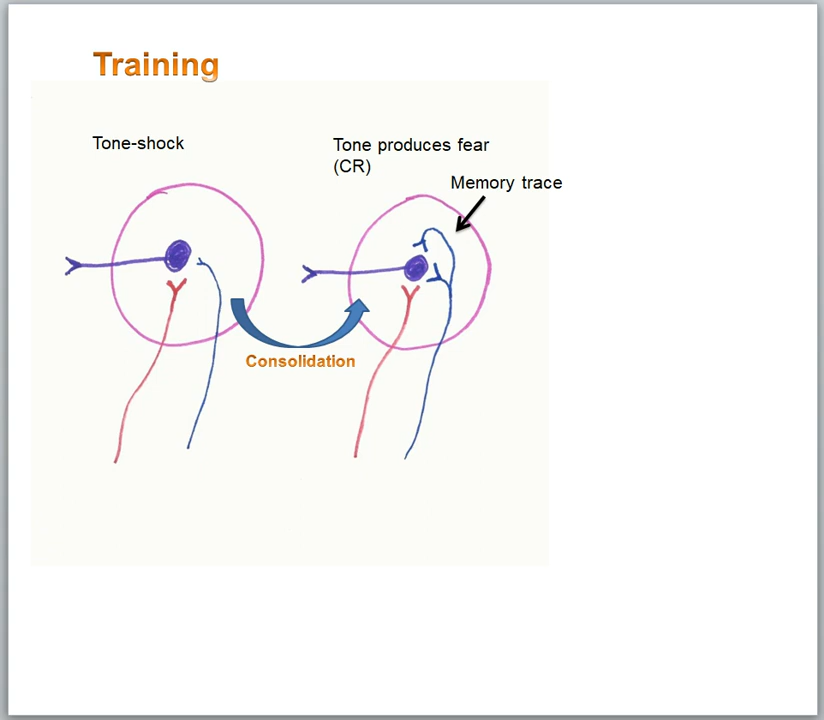 Training
Tone-shock
Tone produces fear
(CR)
Memory trace
Consolidation